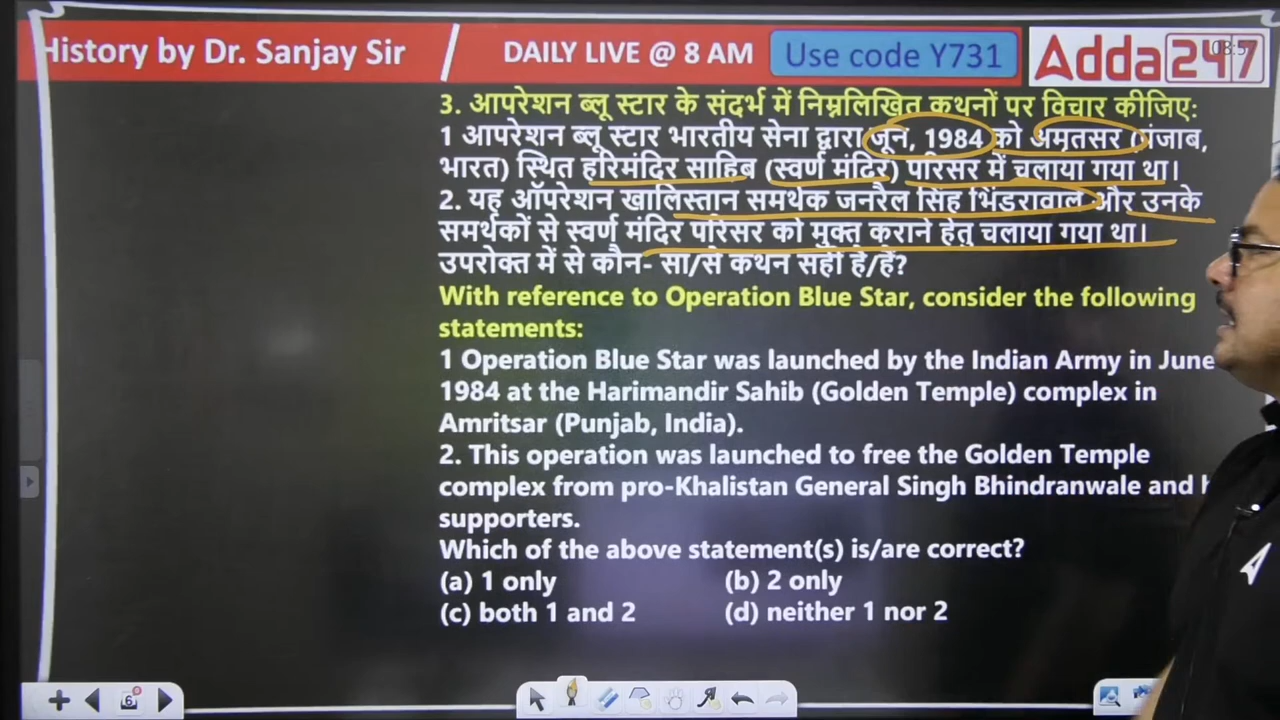 History by Dr. Sanjay Sir
DAILY LIVE @ 8 AM
Use code Y731
Adda247
3. आपरेशन ब्लू स्टार के संदर्भ में निम्नलिखित कथनों पर विचार कीजिए:
1 आपरेशन ब्लू स्टार भारतीय सेना द्वारा जून, 1984 को अमृतसर (पंजाब,
भारत) स्थित हरिमंदिर साहिब (स्वर्ण मंदिर) परिसर में चलाया गया था।
2. यह ऑपरेशन खालिस्तान समर्थक जनरैल सिंह भिंडरावाले और उनके
समर्थकों से स्वर्ण मंदिर परिसर को मुक्त कराने हेतु चलाया गया था।
उपरोक्त में से कौन- सा/से कथन सही है/हैं?
With reference to Operation Blue Star, consider the following
statements:
1 Operation Blue Star was launched by the Indian Army in June
1984 at the Harimandir Sahib (Golden Temple) complex in
Amritsar (Punjab, India).
2. This operation was launched to free the Golden Temple
complex from pro-Khalistan General Singh Bhindranwale and
supporters.
Which of the above statement(s) is/are correct?
(a) 1 only (b) 2 only
(c) both 1 and 2 (d) neither 1 nor 2
6